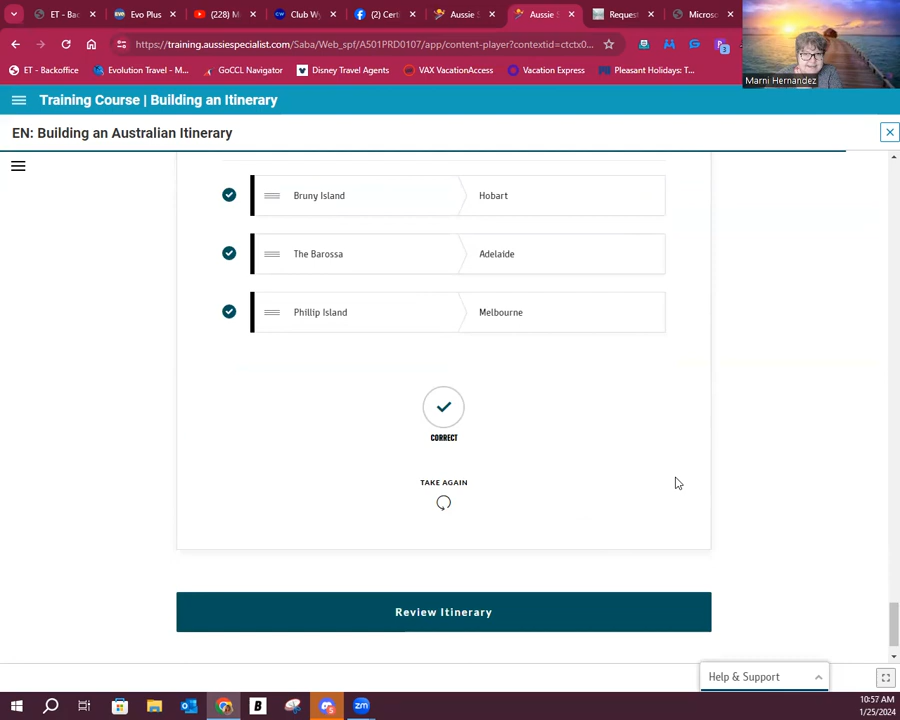 ET - Bac
Evo Plus
(228) M
Club W
(2) Cert
Aussie S
Aussie S
Request
Microsc
https://training.aussiespecialist.com/Saba/Web_spf/A501PRD0107/app/content-player?contextid=ctctx0...
ET - Backoffice
Evolution Travel - M...
GoCCL Navigator
Disney Travel Agents
VAX VacationAccess
Vacation Express
Pleasant Holidays: T...
Marni Hernandez
Training Course | Building an Itinerary
EN: Building an Australian Itinerary
Bruny Island Hobart
The Barossa Adelaide
Phillip Island Melbourne
CORRECT
TAKE AGAIN
Review Itinerary
Help & Support
10:57 AM
1/25/2024